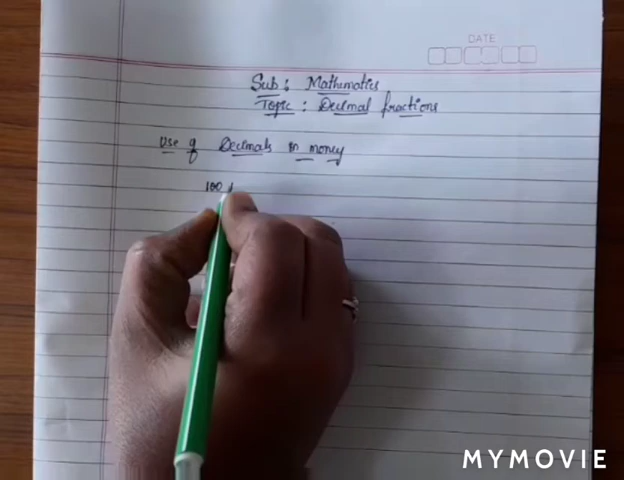 DATE
Sub : Mathematics
Topic : Decimal fractions
Use of Decimals in money
100
MYMOVIE